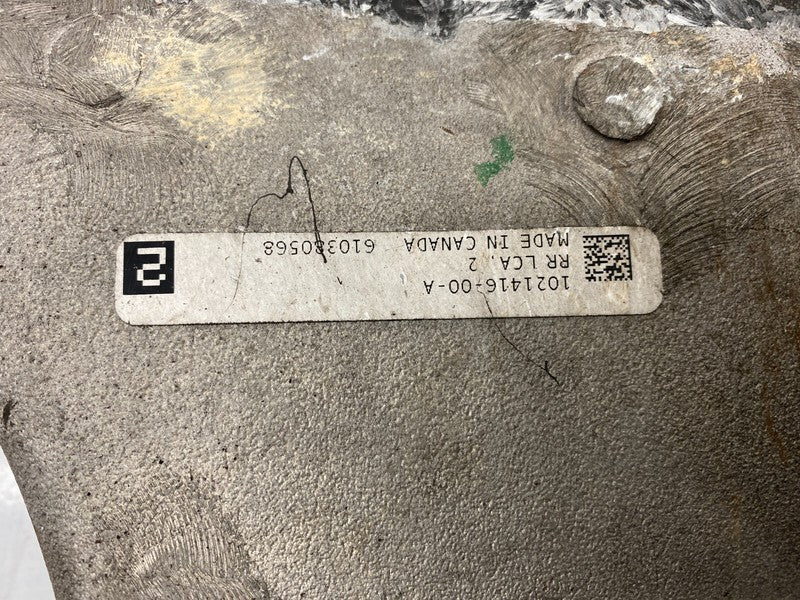 1021416-00-A
RR LCA, 2
MADE IN CANADA 610380568
2